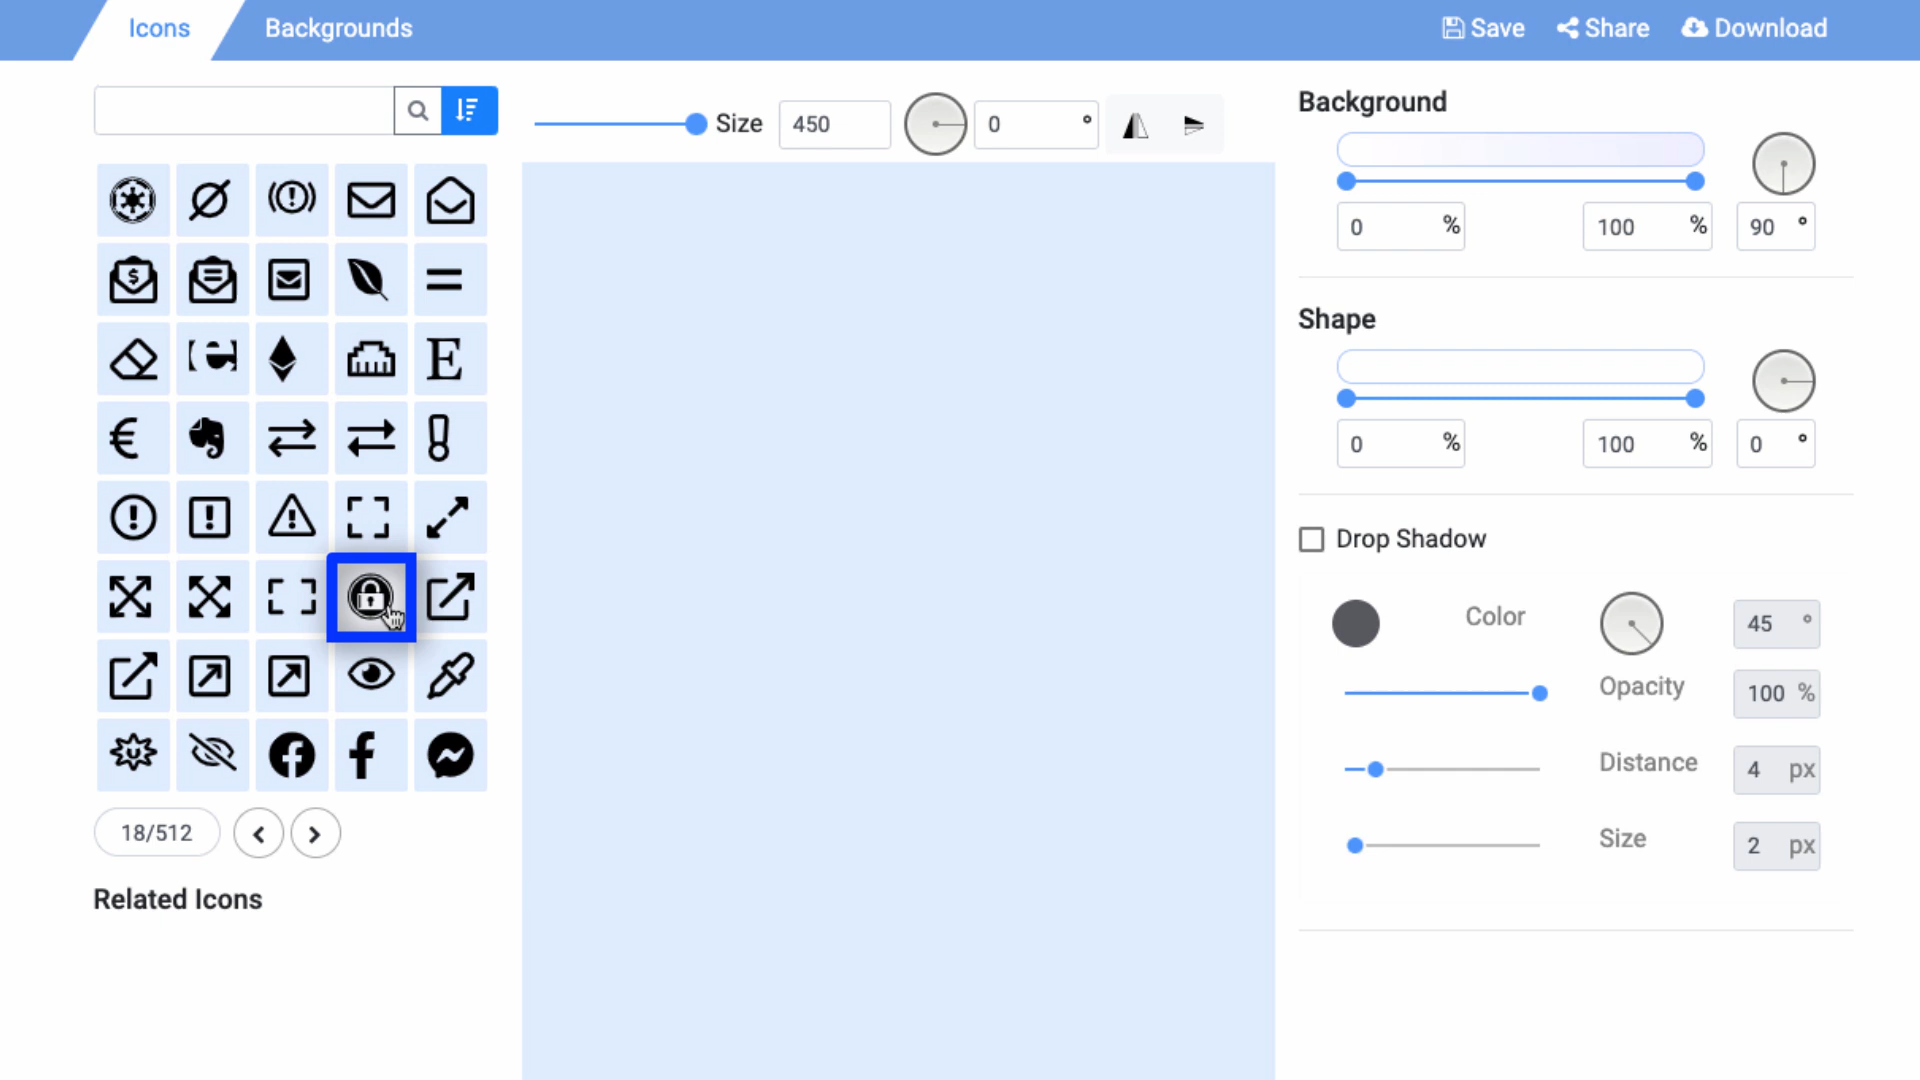 Icons
Backgrounds
Save
Share
Download
Size 450
0 °
Background
0 %
100 %
90 °
Shape
0 %
100 %
0 °
Drop Shadow
Color
45 °
Opacity
100 %
Distance
4 px
Size
2 px
18/512
Related Icons